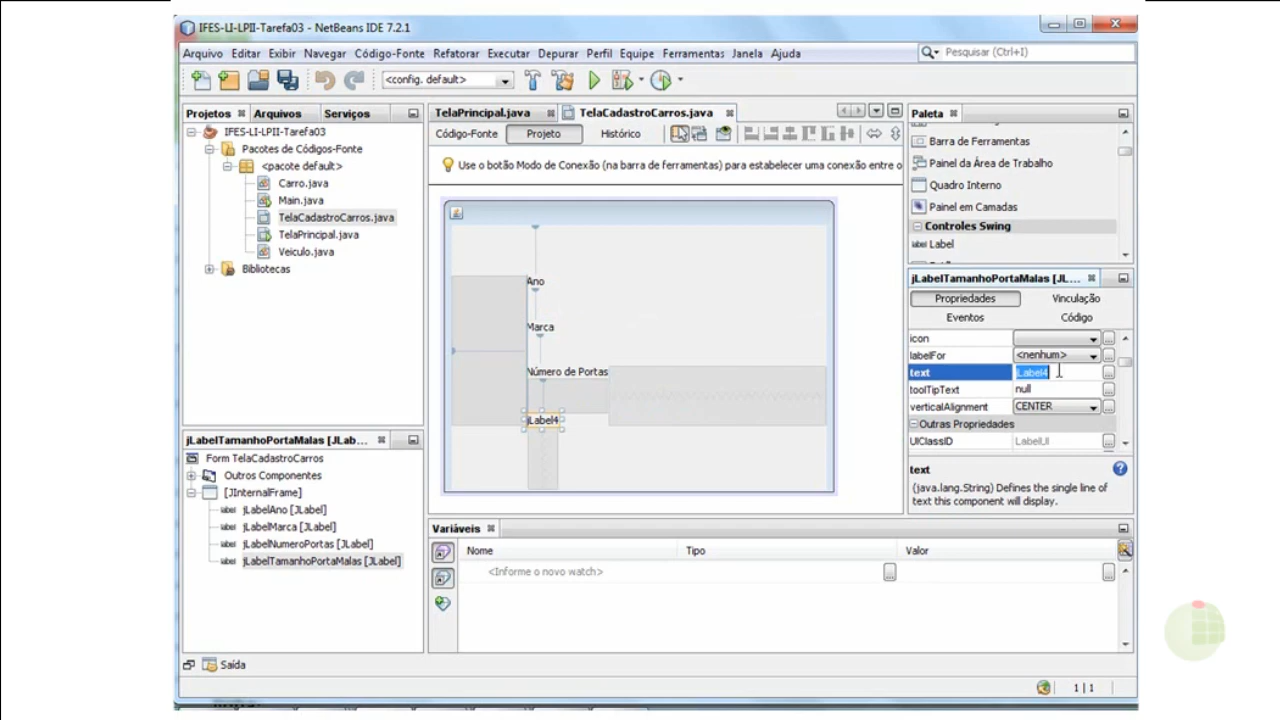 IFES-LI-LPII-Tarefa03 - NetBeans IDE 7.2.1
Arquivo Editar Exibir Navegar Código-Fonte Refatorar Executar Depurar Perfil Equipe Ferramentas Janela Ajuda
Pesquisar (Ctrl+I)
<config. default>
Projetos Arquivos Serviços
IFES-LI-LPII-Tarefa03
Pacotes de Códigos-Fonte
<pacote default>
Carro.java
Main.java
TelaCadastroCarros.java
TelaPrincipal.java
Veiculo.java
Bibliotecas
jLabelTamanhoPortaMalas [JLab...
Form TelaCadastroCarros
Outros Componentes
[JInternalFrame]
label jLabelAno [JLabel]
label jLabelMarca [JLabel]
label jLabelNumeroPortas [JLabel]
label jLabelTamanhoPortaMalas [JLabel]
Saída
TelaPrincipal.java TelaCadastroCarros.java
Código-Fonte Projeto Histórico
Use o botão Modo de Conexão (na barra de ferramentas) para estabelecer uma conexão entre o
Ano
Marca
Número de Portas
jLabel4
Variáveis
Nome Tipo Valor
<Informe o novo watch>
Paleta
Barra de Ferramentas
Painel da Área de Trabalho
Quadro Interno
Painel em Camadas
Controles Swing
label Label
jLabelTamanhoPortaMalas [JL...
Propriedades Vinculação
Eventos Código
icon
labelFor <nenhum>
text jLabel4
toolTipText null
verticalAlignment CENTER
Outras Propriedades
UIClassID LabelUI
text
(java.lang.String) Defines the single line of
text this component will display.
1 | 1